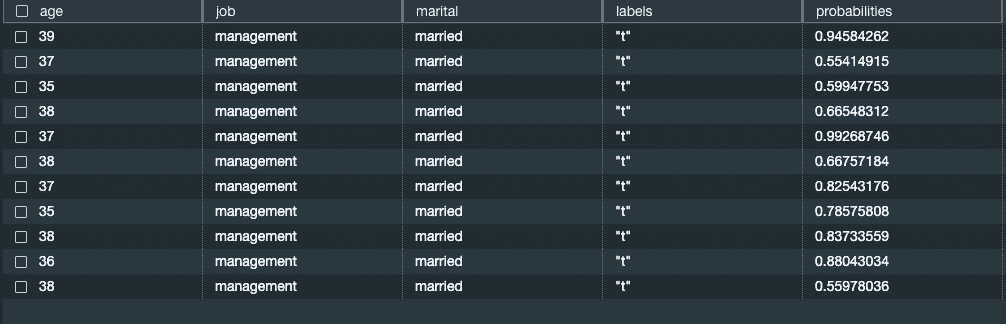 age job marital labels probabilities
39 management married "t" 0.94584262
37 management married "t" 0.55414915
35 management married "t" 0.59947753
38 management married "t" 0.66548312
37 management married "t" 0.99268746
38 management married "t" 0.66757184
37 management married "t" 0.82543176
35 management married "t" 0.78575808
38 management married "t" 0.83733559
36 management married "t" 0.88043034
38 management married "t" 0.55978036